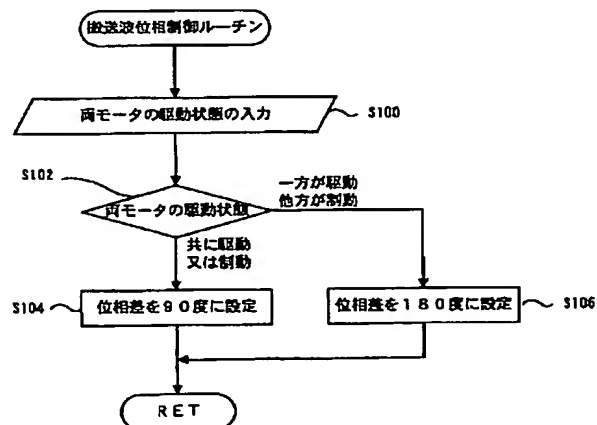 搬送波位相制御ルーチン
両モータの駆動状態の入力
S100
S102
両モータの駆動状態
一方が駆動
他方が制動
共に駆動
又は制動
S104
位相差を90度に設定
位相差を180度に設定
S106
RET